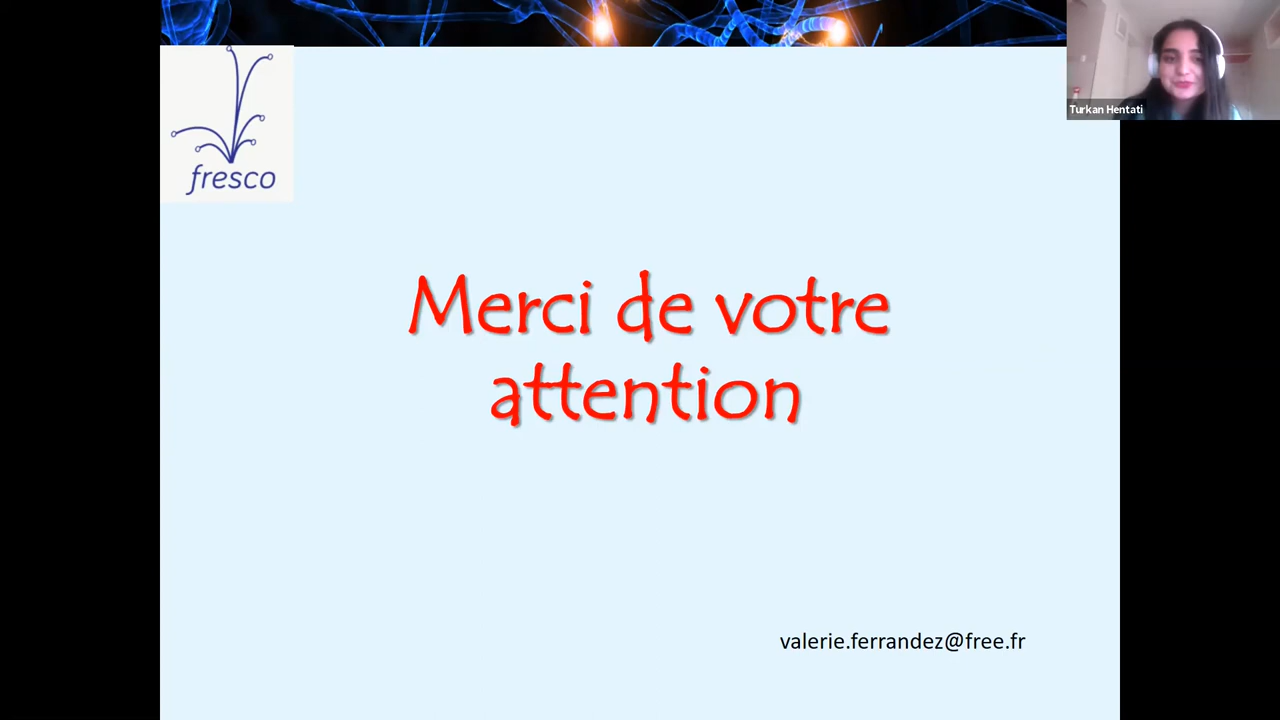 Turkan Hentati
fresco
Merci de votre
attention
valerie.ferrandez@free.fr